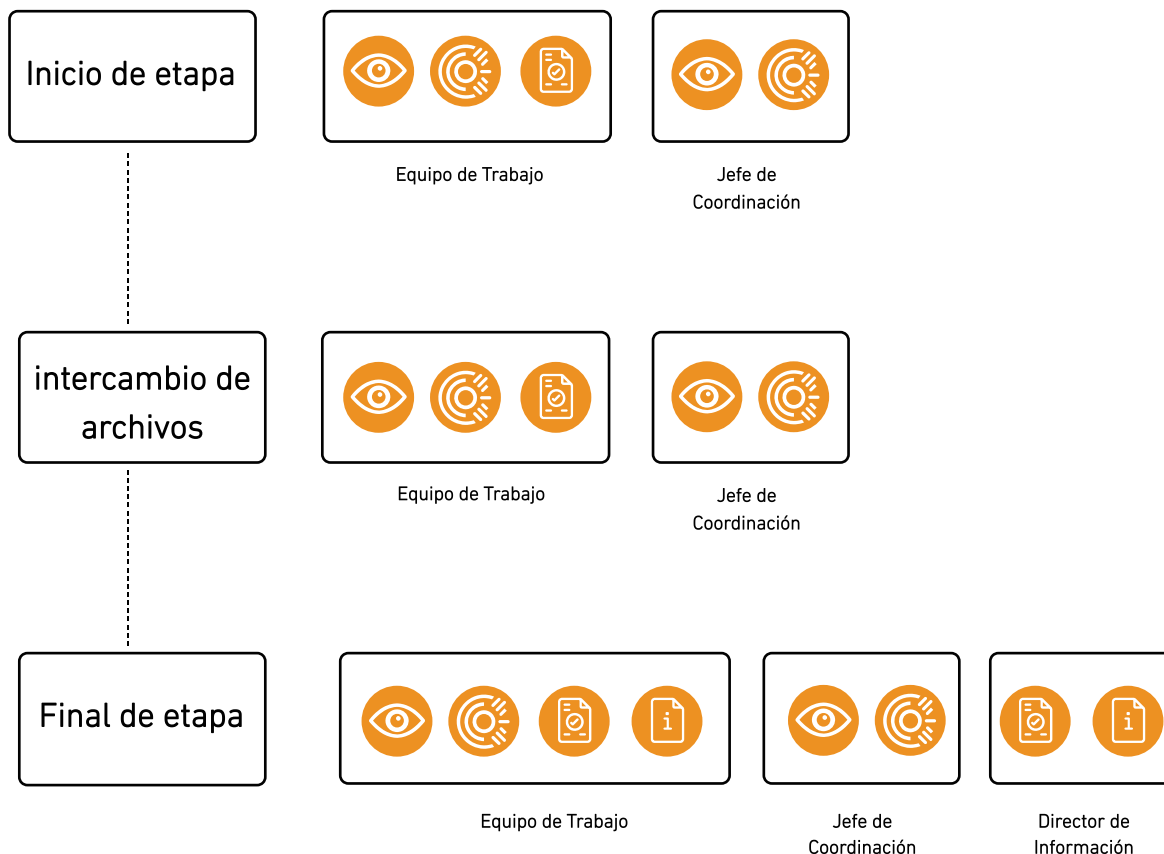 Inicio de etapa
Equipo de Trabajo
Jefe de
Coordinación
intercambio de
archivos
Equipo de Trabajo
Jefe de
Coordinación
Final de etapa
i
i
Equipo de Trabajo
Jefe de
Coordinación
Director de
Información